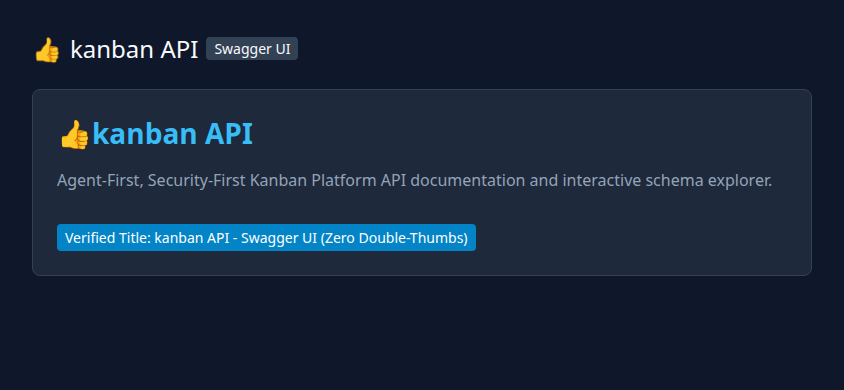 👍 kanban API Swagger UI
👍kanban API
Agent-First, Security-First Kanban Platform API documentation and interactive schema explorer.
Verified Title: kanban API - Swagger UI (Zero Double-Thumbs)